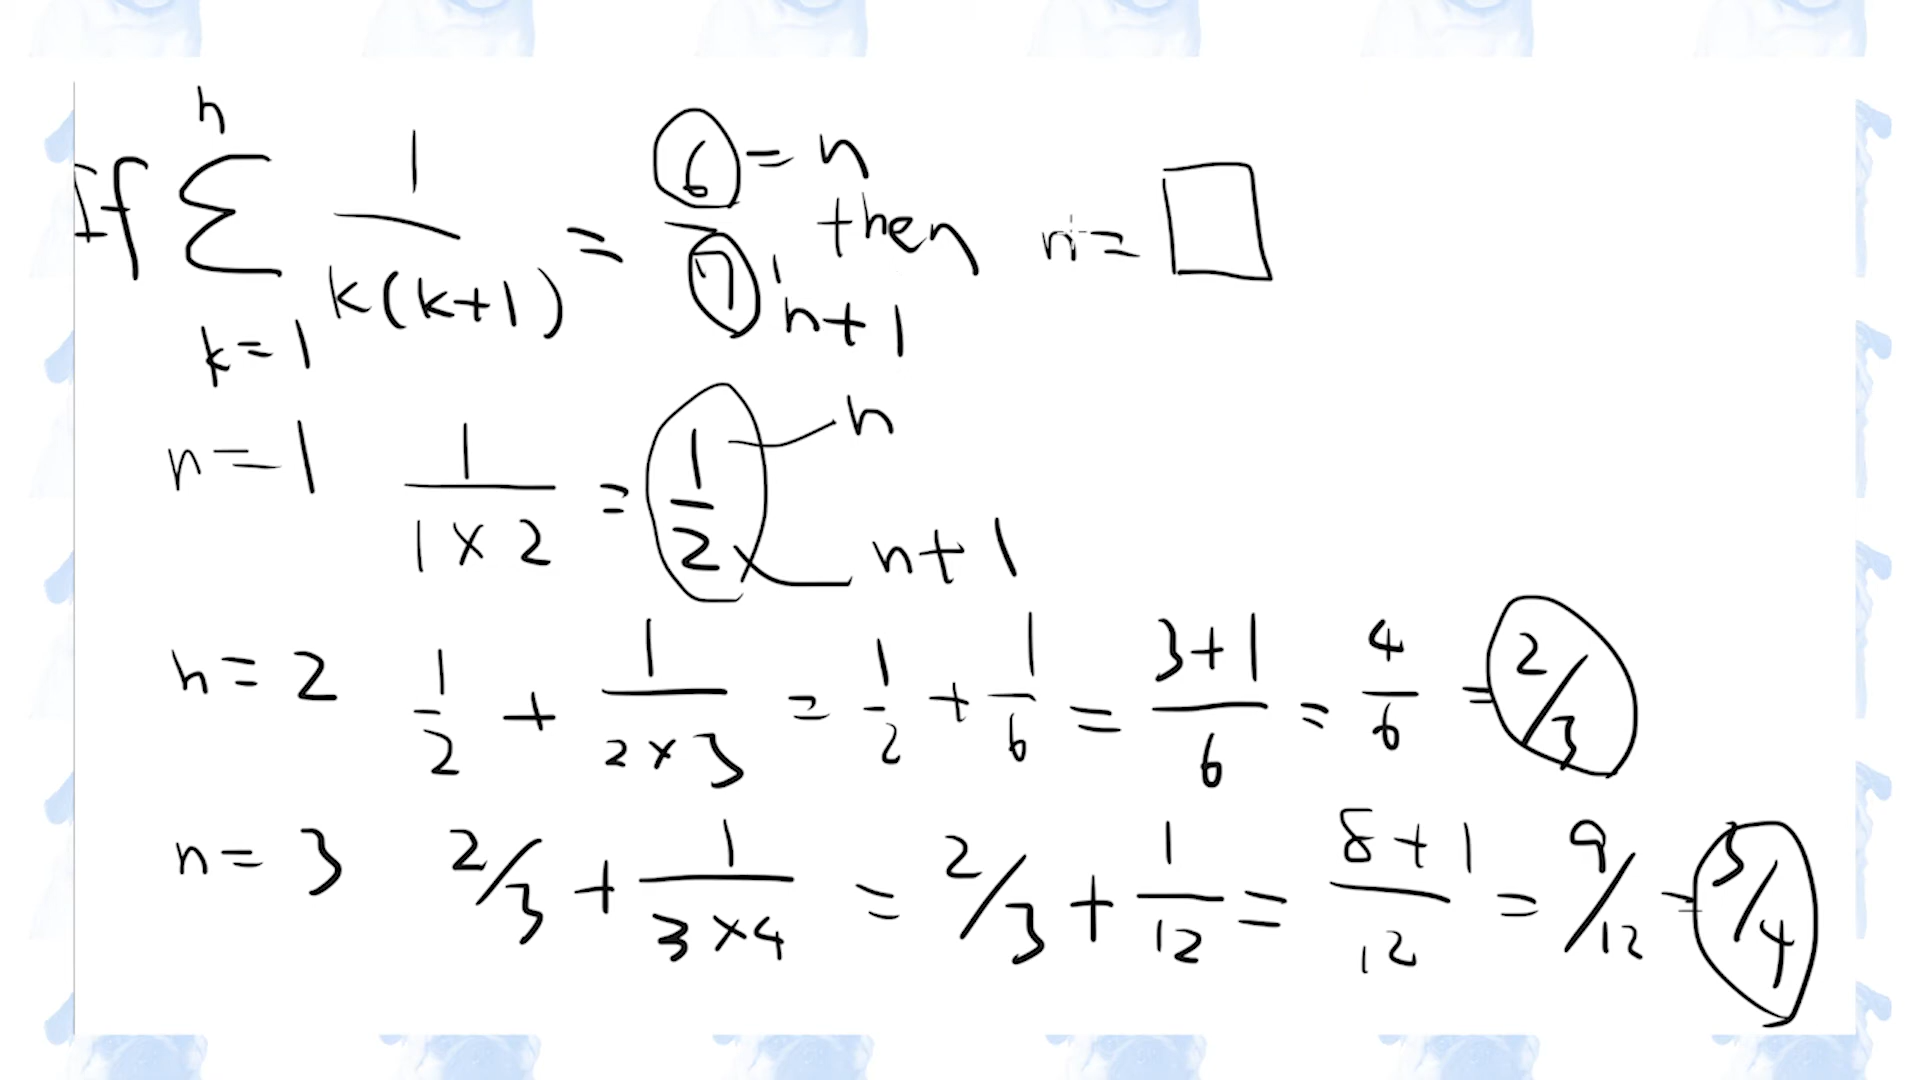 If n∑k=1 1/k(k+1) = 6/7 then n = □
6 = n
7 n+1
n=1 1/1×2 = 1/2
n
n+1
n=2 1/2 + 1/2×3 = 1/2 + 1/6 = 3+1/6 = 4/6 = 2/3
n=3 2/3 + 1/3×4 = 2/3 + 1/12 = 8+1/12 = 9/12 = 3/4